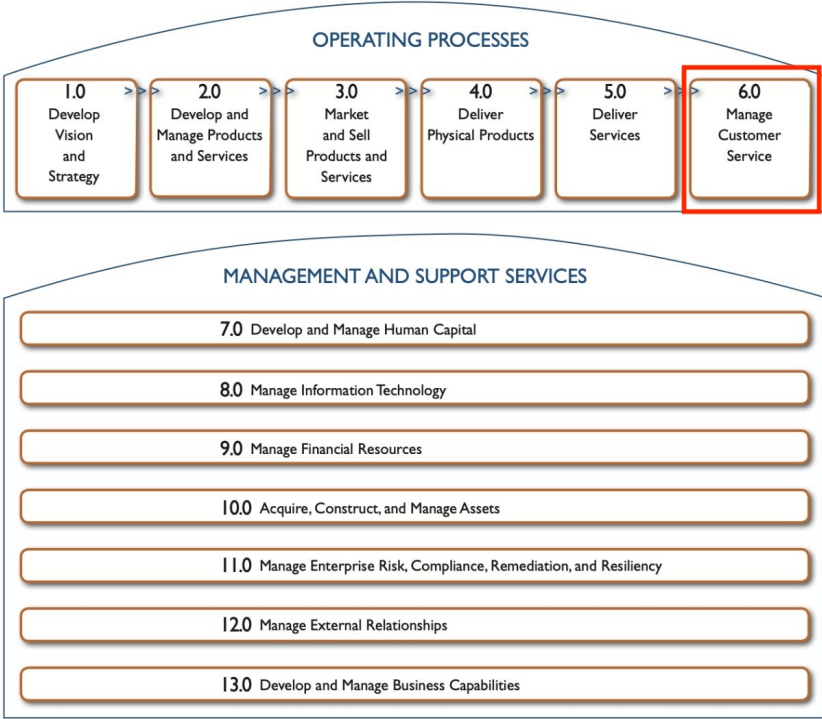 OPERATING PROCESSES
1.0 > > >
Develop
Vision
and
Strategy
2.0 > > >
Develop and
Manage Products
and Services
3.0 > > >
Market
and Sell
Products and
Services
4.0 > > >
Deliver
Physical Products
5.0 > > >
Deliver
Services
6.0
Manage
Customer
Service
MANAGEMENT AND SUPPORT SERVICES
7.0 Develop and Manage Human Capital
8.0 Manage Information Technology
9.0 Manage Financial Resources
10.0 Acquire, Construct, and Manage Assets
11.0 Manage Enterprise Risk, Compliance, Remediation, and Resiliency
12.0 Manage External Relationships
13.0 Develop and Manage Business Capabilities